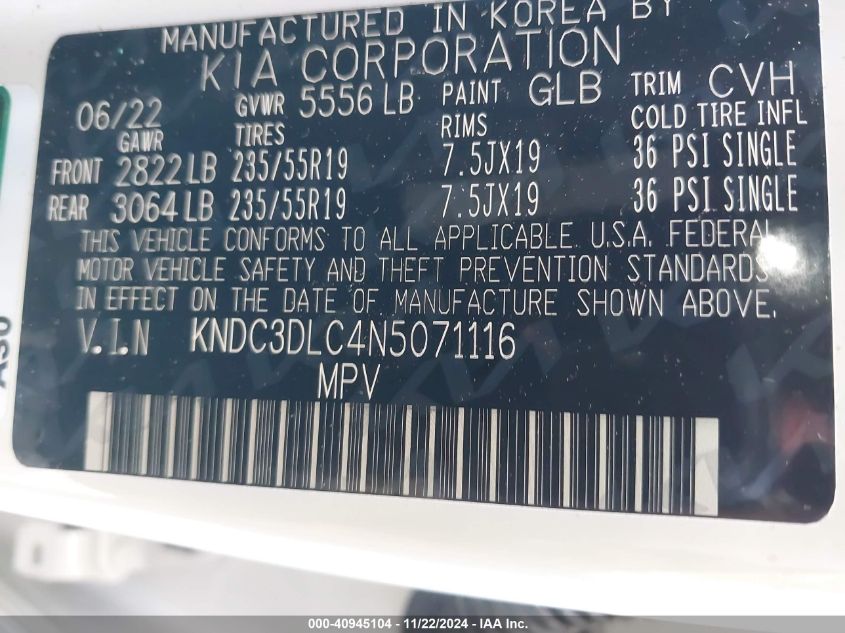 MANUFACTURED IN KOREA BY
KIA CORPORATION
06/22 GVWR 5556 LB PAINT GLB TRIM CVH
GAWR TIRES RIMS COLD TIRE INFL
FRONT 2822 LB 235/55R19 7.5JX19 36 PSI SINGLE
REAR 3064 LB 235/55R19 7.5JX19 36 PSI SINGLE
THIS VEHICLE CONFORMS TO ALL APPLICABLE U.S.A. FEDERAL
MOTOR VEHICLE SAFETY AND THEFT PREVENTION STANDARDS
IN EFFECT ON THE DATE OF MANUFACTURE SHOWN ABOVE.
V.I.N KNDC3DLC4N5071116
MPV
A30
000-40945104 - 11/22/2024 - IAA Inc.